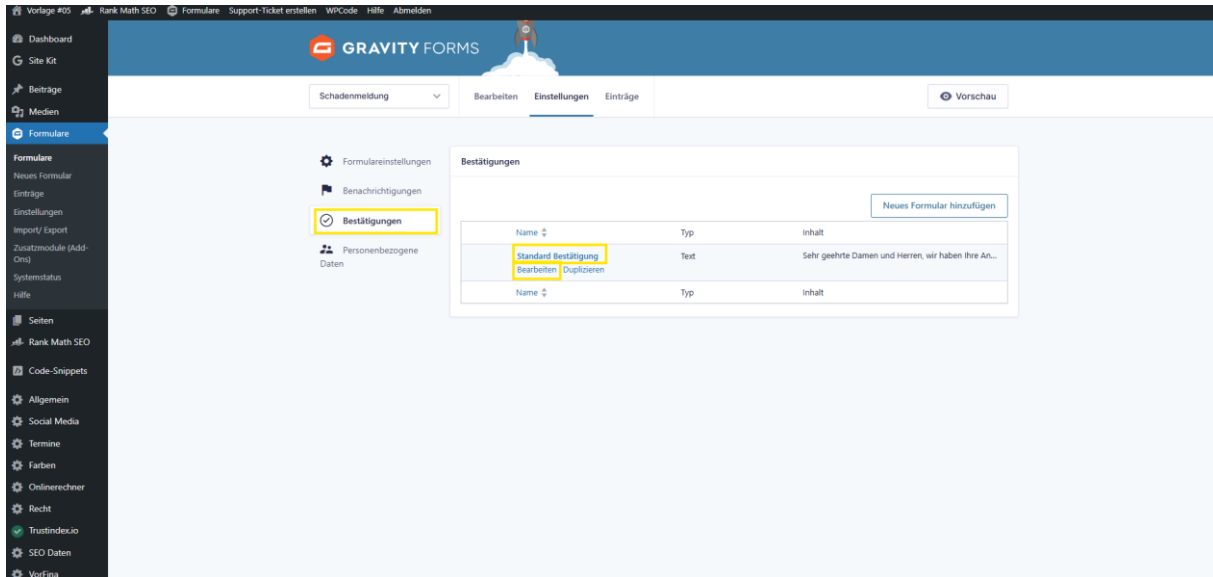 Vorlage #05 Rank Math SEO Formulare Support-Ticket erstellen WPCode Hilfe Abmelden
Dashboard
Site Kit
Beiträge
Medien
Formulare
Formulare
Neues Formular
Einträge
Einstellungen
Import/ Export
Zusatzmodule (Add-
Ons)
Systemstatus
Hilfe
Seiten
Rank Math SEO
Code-Snippets
Allgemein
Social Media
Termine
Farben
Onlinerechner
Recht
Trustindex.io
SEO Daten
VorFina
GRAVITY FORMS
Schadenmeldung
Bearbeiten Einstellungen Einträge
Vorschau
Formulareinstellungen
Benachrichtigungen
Bestätigungen
Personenbezogene
Daten
Bestätigungen
Neues Formular hinzufügen
Name Typ Inhalt
Standard Bestätigung Text Sehr geehrte Damen und Herren, wir haben Ihre An...
Bearbeiten Duplizieren
Name Typ Inhalt